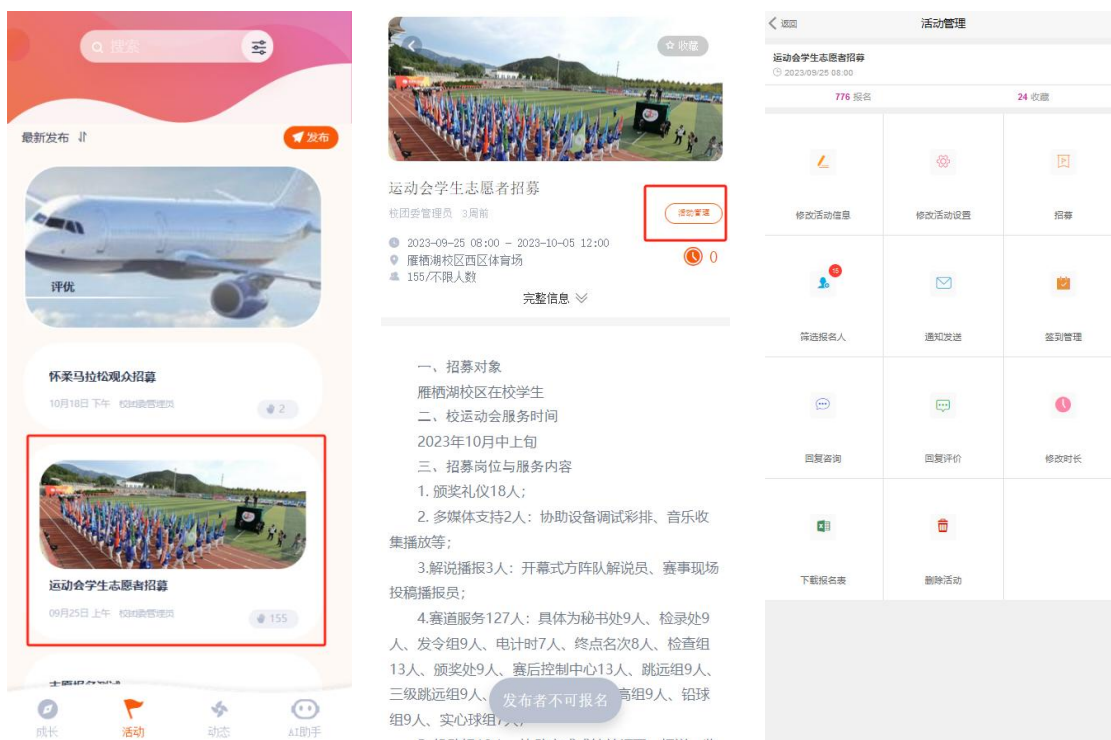 搜索
最新发布
发布
评优
怀柔马拉松观众招募
10月18日 下午 校团委管理员
2
运动会学生志愿者招募
09月25日 上午 校团委管理员
155
成长
活动
动态
AI助手
收藏
运动会学生志愿者招募
校团委管理员 3周前
活动管理
2023-09-25 08:00 - 2023-10-05 12:00
0
雁栖湖校区西区体育场
155/不限人数
完整信息
一、招募对象
雁栖湖校区在校学生
二、校运动会服务时间
2023年10月中上旬
三、招募岗位与服务内容
1. 颁奖礼仪18人;
2. 多媒体支持2人：协助设备调试彩排、音乐收
集播放等;
3.解说播报3人：开幕式方阵队解说员、赛事现场
投稿播报员;
4.赛道服务127人：具体为秘书处9人、检录处9
人、发令组9人、电计时7人、终点名次8人、检查组
13人、颁奖处9人、赛后控制中心13人、跳远组9人、
三级跳远组9人、
高组9人、铅球
组9人、实心球组
发布者不可报名
返回
活动管理
运动会学生志愿者招募
2023/09/25 08:00
776 报名
24 收藏
修改活动信息
修改活动设置
招募
15
筛选报名人
通知发送
签到管理
回复咨询
回复评价
修改时长
下载报名表
删除活动